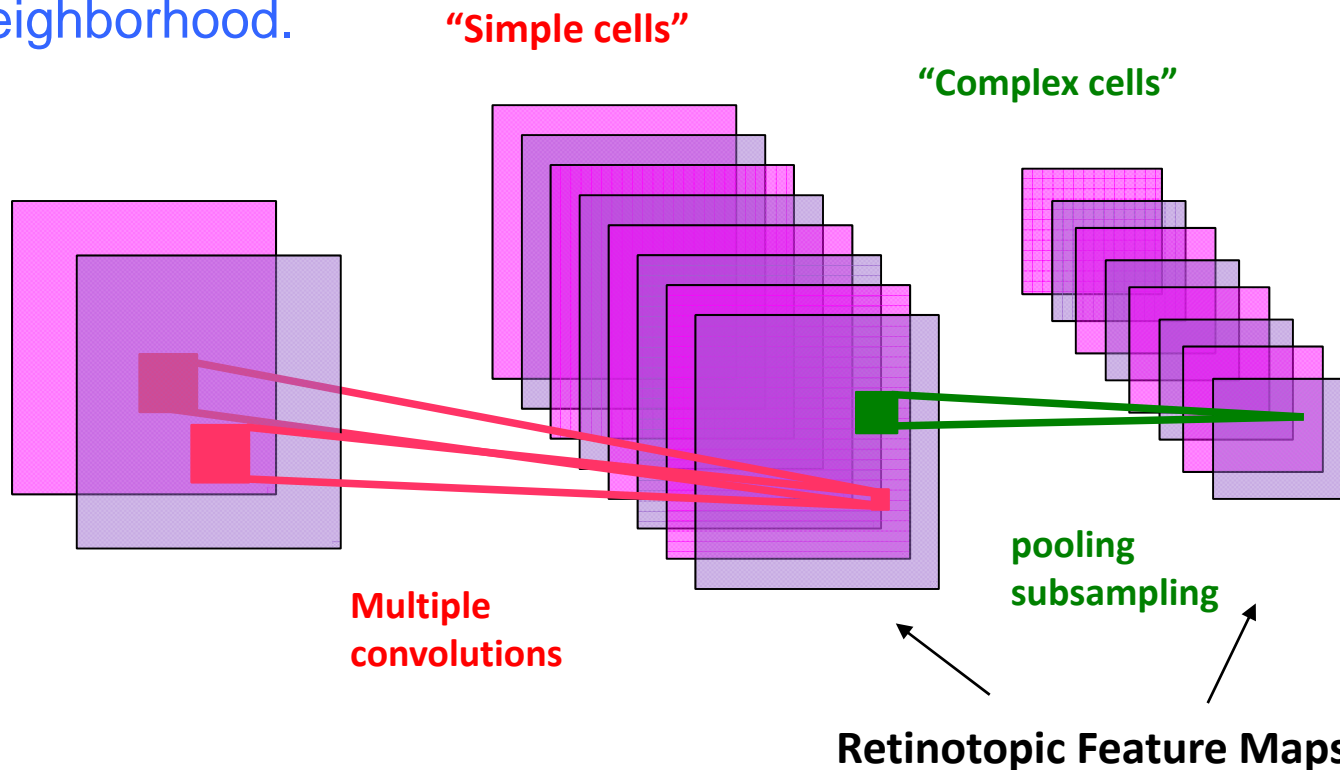 eighborhood.
“Simple cells”
“Complex cells”
Multiple
convolutions
pooling
subsampling
Retinotopic Feature Maps